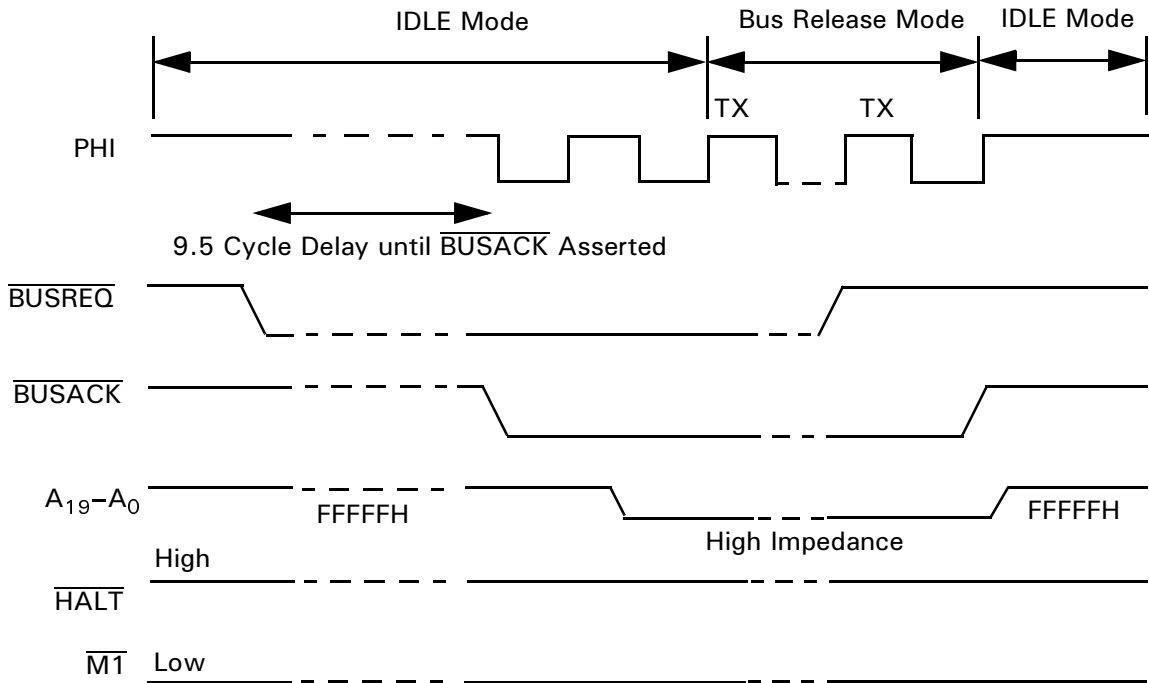 IDLE Mode
Bus Release Mode
IDLE Mode
TX
TX
PHI
9.5 Cycle Delay until BUSACK Asserted
BUSREQ
BUSACK
A19–A0
FFFFFH
FFFFFH
High Impedance
High
HALT
M1
Low